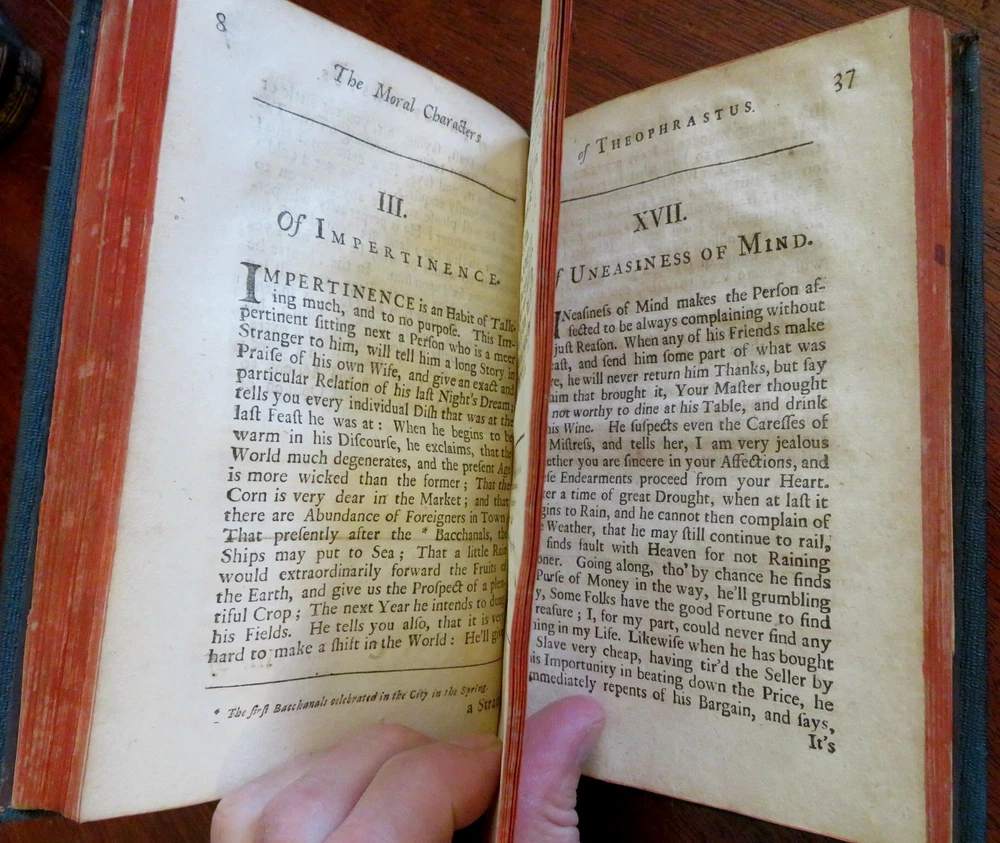 8
The Moral Characters
III.
Of IMPERTINENCE.
IMPERTINENCE is an Habit of Talk-
ing much, and to no purpoſe. This Im-
pertinent ſitting next a Perſon who is a meer
Stranger to him, will tell him a long Story in
Praiſe of his own Wife, and give an exact and
particular Relation of his laſt Night's Dream;
tells you every individual Diſh that was at the
laſt Feaſt he was at: When he begins to be
warm in his Diſcourſe, he exclaims, that the
World much degenerates, and the preſent Age
is more wicked than the former; That the
Corn is very dear in the Market; and that
there are Abundance of Foreigners in Town;
That preſently after the * Bacchanals, the
Ships may put to Sea; That a little Rain
would extraordinarily forward the Fruits of
the Earth, and give us the Proſpect of a plen-
tiful Crop; The next Year he intends to dung
his Fields. He tells you alſo, that it is very
hard to make a ſhift in the World: He'll
* The firſt Bacchanals celebrated in the City in the Spring.
a
37
of THEOPHRASTUS.
XVII.
UNEASINESS OF MIND.
Neaſineſs of Mind makes the Perſon af-
fected to be always complaining without
juſt Reaſon. When any of his Friends make
and ſend him ſome part of what was
he will never return him Thanks, but ſay
him that brought it, Your Maſter thought
not worthy to dine at his Table, and drink
his Wine. He ſuſpects even the Careſſes of
Miſtreſs, and tells her, I am very jealous
whether you are ſincere in your Affections, and
Endearments proceed from your Heart.
a time of great Drought, when at laſt it
to Rain, and he cannot then complain of
Weather, that he may ſtill continue to rail,
finds fault with Heaven for not Raining
Going along, tho' by chance he finds
Purſe of Money in the way, he'll grumbling
Some Folks have the good Fortune to find
I, for my part, could never find any
in my Life. Likewiſe when he has bought
Slave very cheap, having tir'd the Seller by
his Importunity in beating down the Price, he
immediately repents of his Bargain, and ſays,
It's